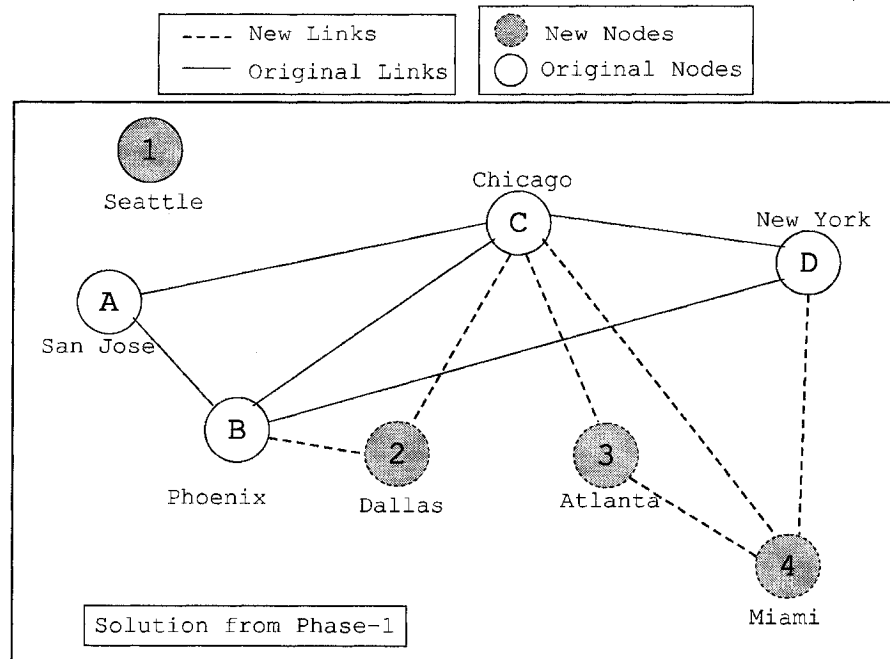 New Links
Original Links
New Nodes
Original Nodes
1
Seattle
Chicago
C
New York
D
A
San Jose
B
Phoenix
2
Dallas
3
Atlanta
4
Miami
Solution from Phase-1